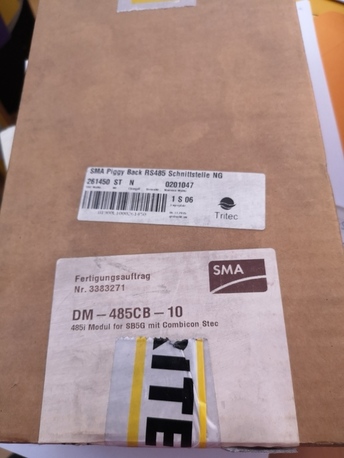 SMA Piggy Back RS485 Schnittstelle NG
261450 ST N 0201047
1 S 06
Tritec
SMA
Fertigungsauftrag
Nr. 3383271
DM-485CB-10
485i Modul for SB5G mit Combicon Stec
ITE